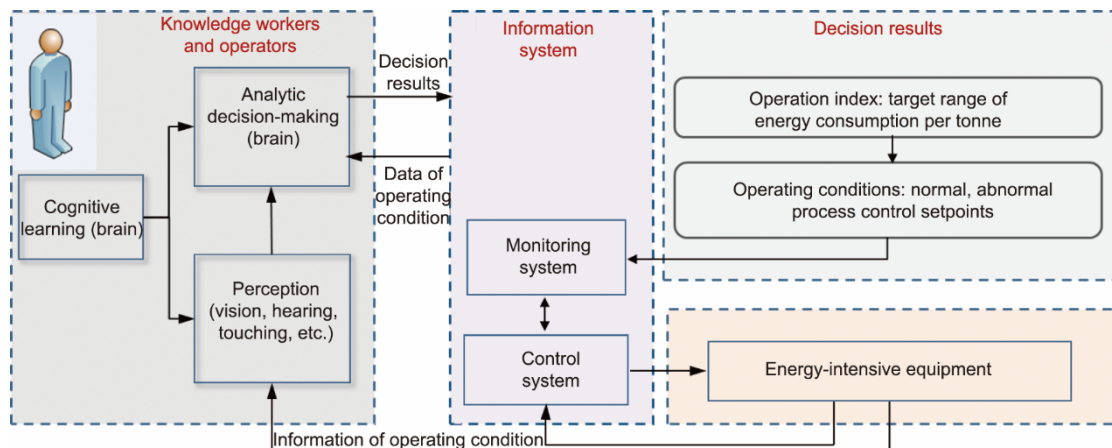 Knowledge workers
and operators
Analytic
decision-making
(brain)
Cognitive
learning (brain)
Perception
(vision, hearing,
touching, etc.)
Decision
results
Data of
operating
condition
Information
system
Monitoring
system
Control
system
Decision results
Operation index: target range of
energy consumption per tonne
Operating conditions: normal, abnormal
process control setpoints
Energy-intensive equipment
Information of operating condition